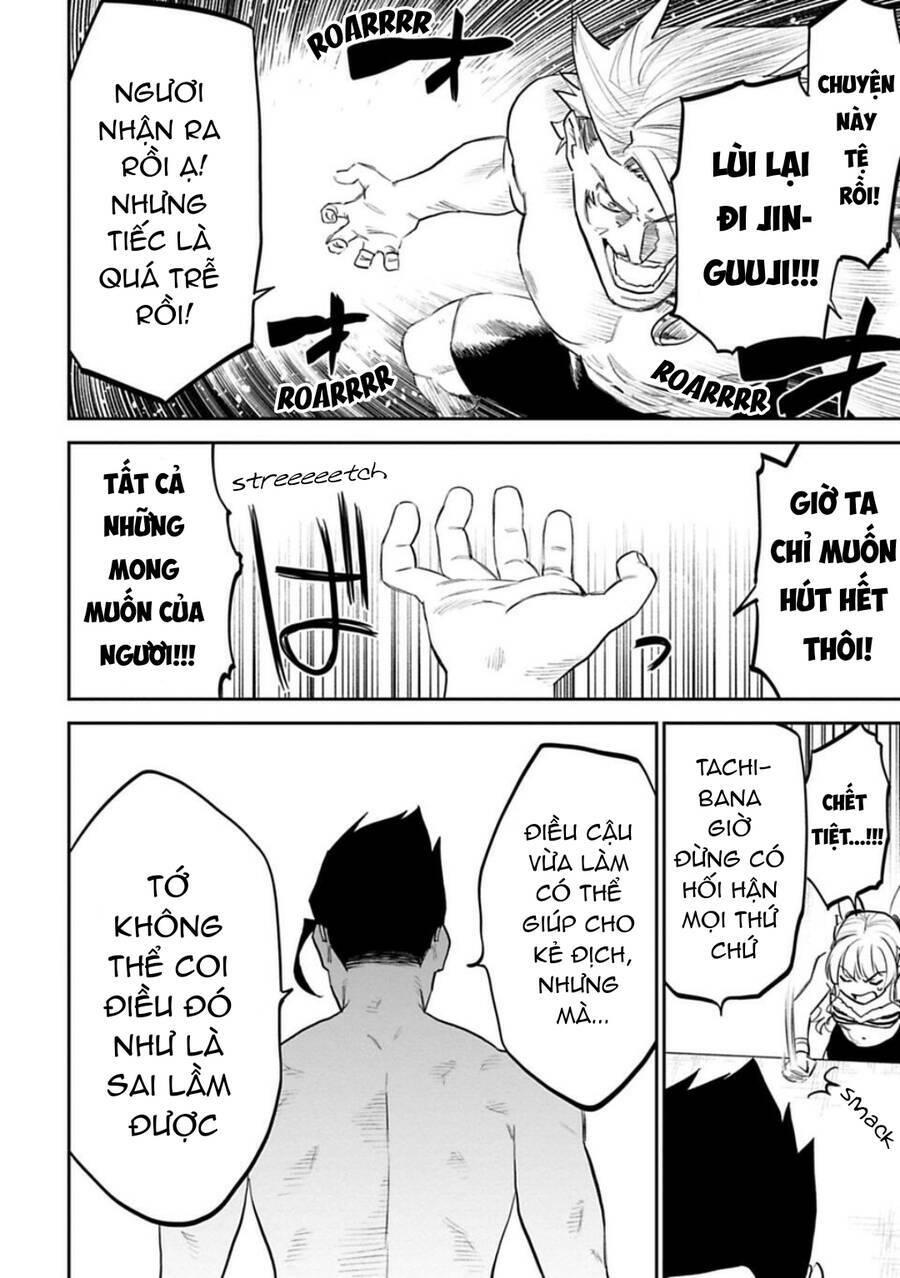 CHUYỆN
NÀY
TỆ
RỒI!
LÙI LẠI
ĐI JIN-
GUUJI!!!
ROARRRR
NGƯƠI
NHẬN RA
RỒI Ạ!
NHƯNG
TIẾC LÀ
QUÁ TRỄ
RỒI!
ROARRRR
ROARRRR
GIỜ TA
CHỈ MUỐN
HÚT HẾT
THÔI!
streeeeetch
ばっ
TẤT CẢ
NHỮNG
MONG
MUỐN CỦA
NGƯƠI!!!
CHẾT
TIỆT...!!!
TACHI-
BANA
GIỜ
ĐỪNG CÓ
HỐI HẬN
MỌI THỨ
CHỨ
smack
ĐIỀU CẬU
VỪA LÀM
CÓ THỂ
GIÚP CHO
KẺ ĐỊCH,
NHƯNG
MÀ...
TỚ
KHÔNG
THỂ COI
ĐIỀU ĐÓ
NHƯ LÀ
SAI LẦM
ĐƯỢC